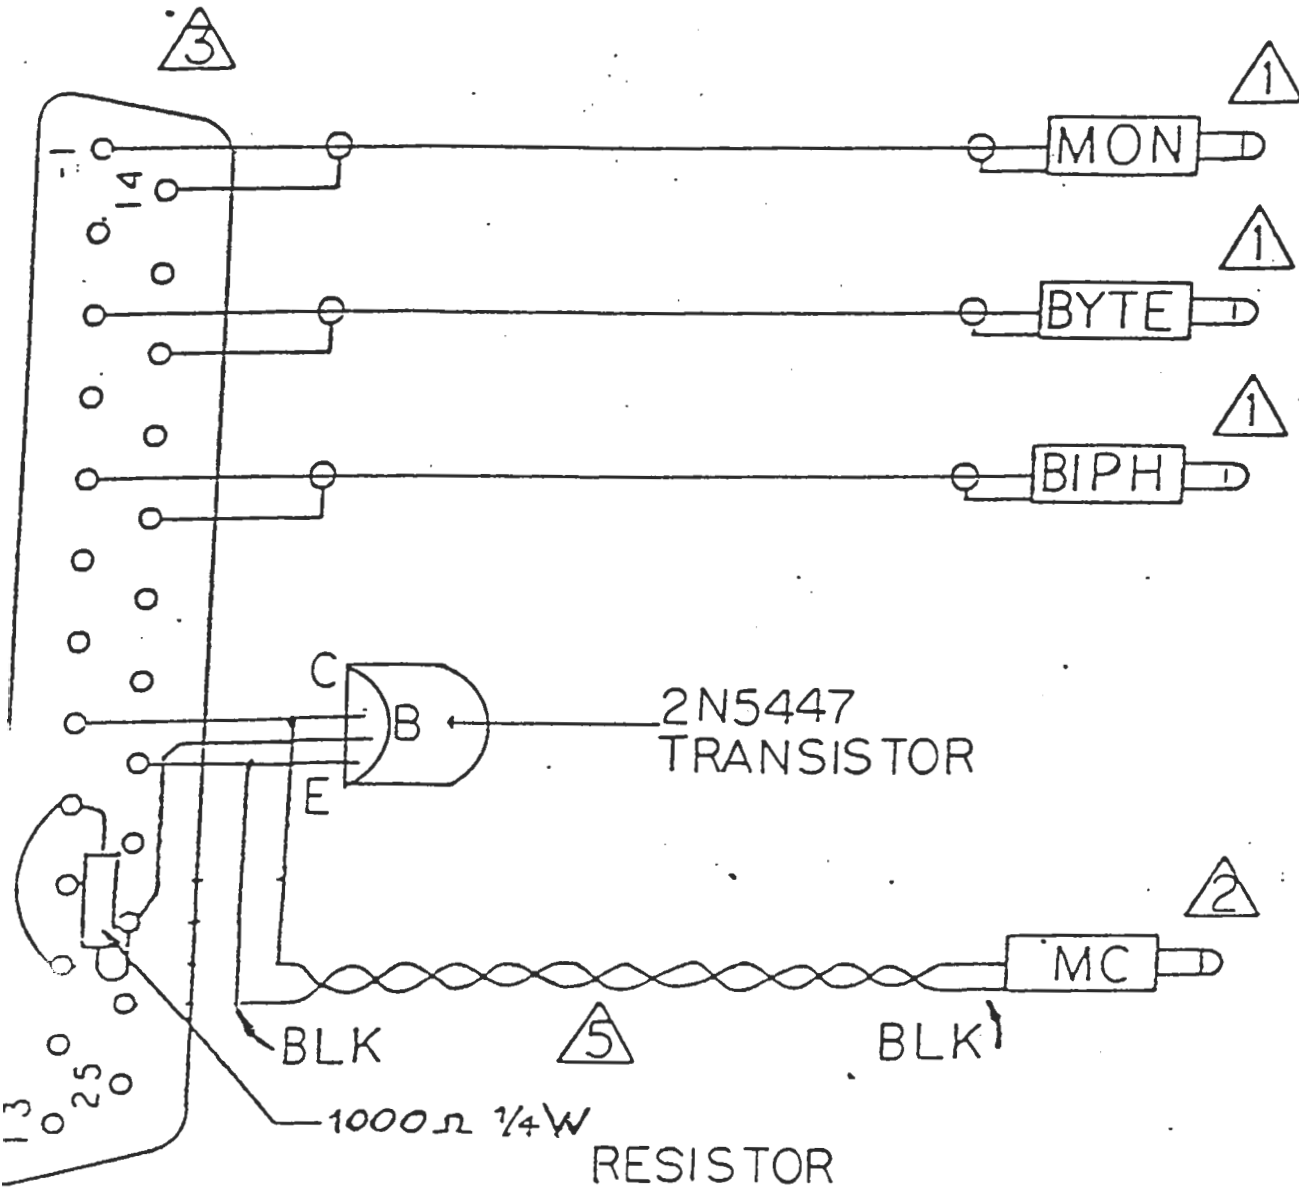 3
1
1
MON
14
1
BYTE
1
BIPH
C
B
2N5447
TRANSISTOR
E
2
MC
BLK
5
BLK
25
13
1000Ω 1/4W
RESISTOR